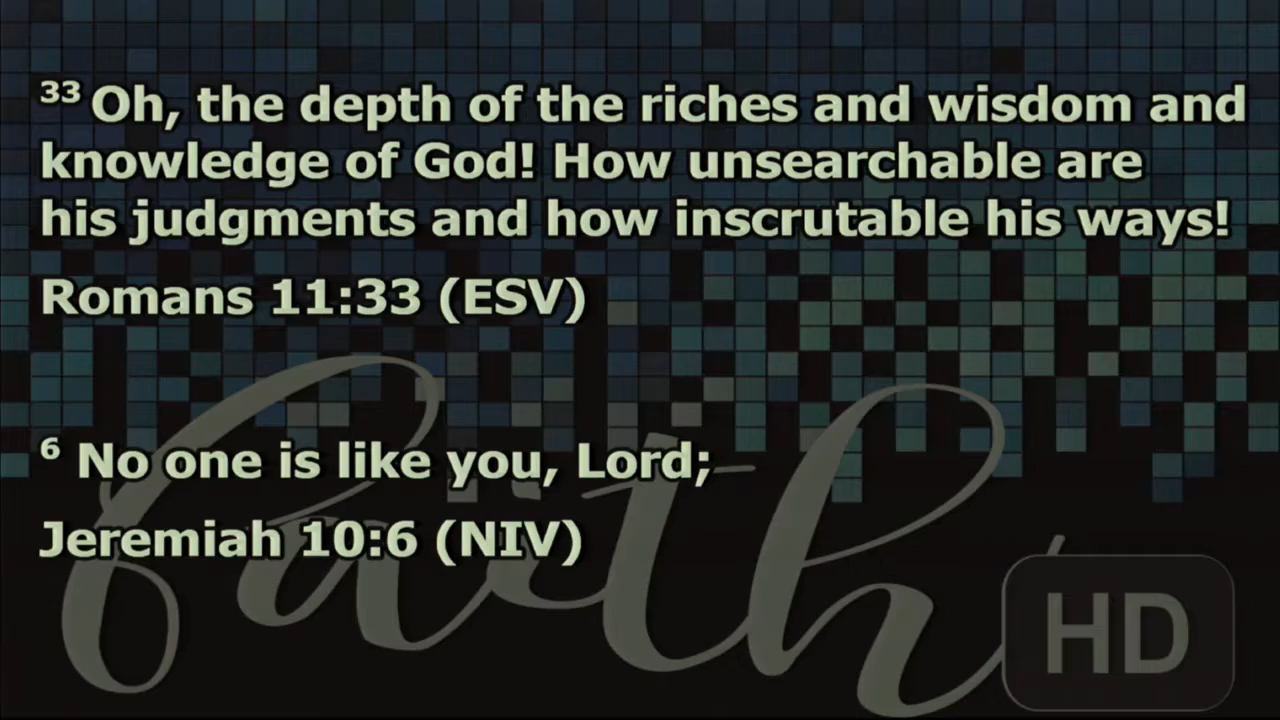 ³³ Oh, the depth of the riches and wisdom and
knowledge of God! How unsearchable are
his judgments and how inscrutable his ways!
Romans 11:33 (ESV)
⁶ No one is like you, Lord;
Jeremiah 10:6 (NIV)
faith
HD